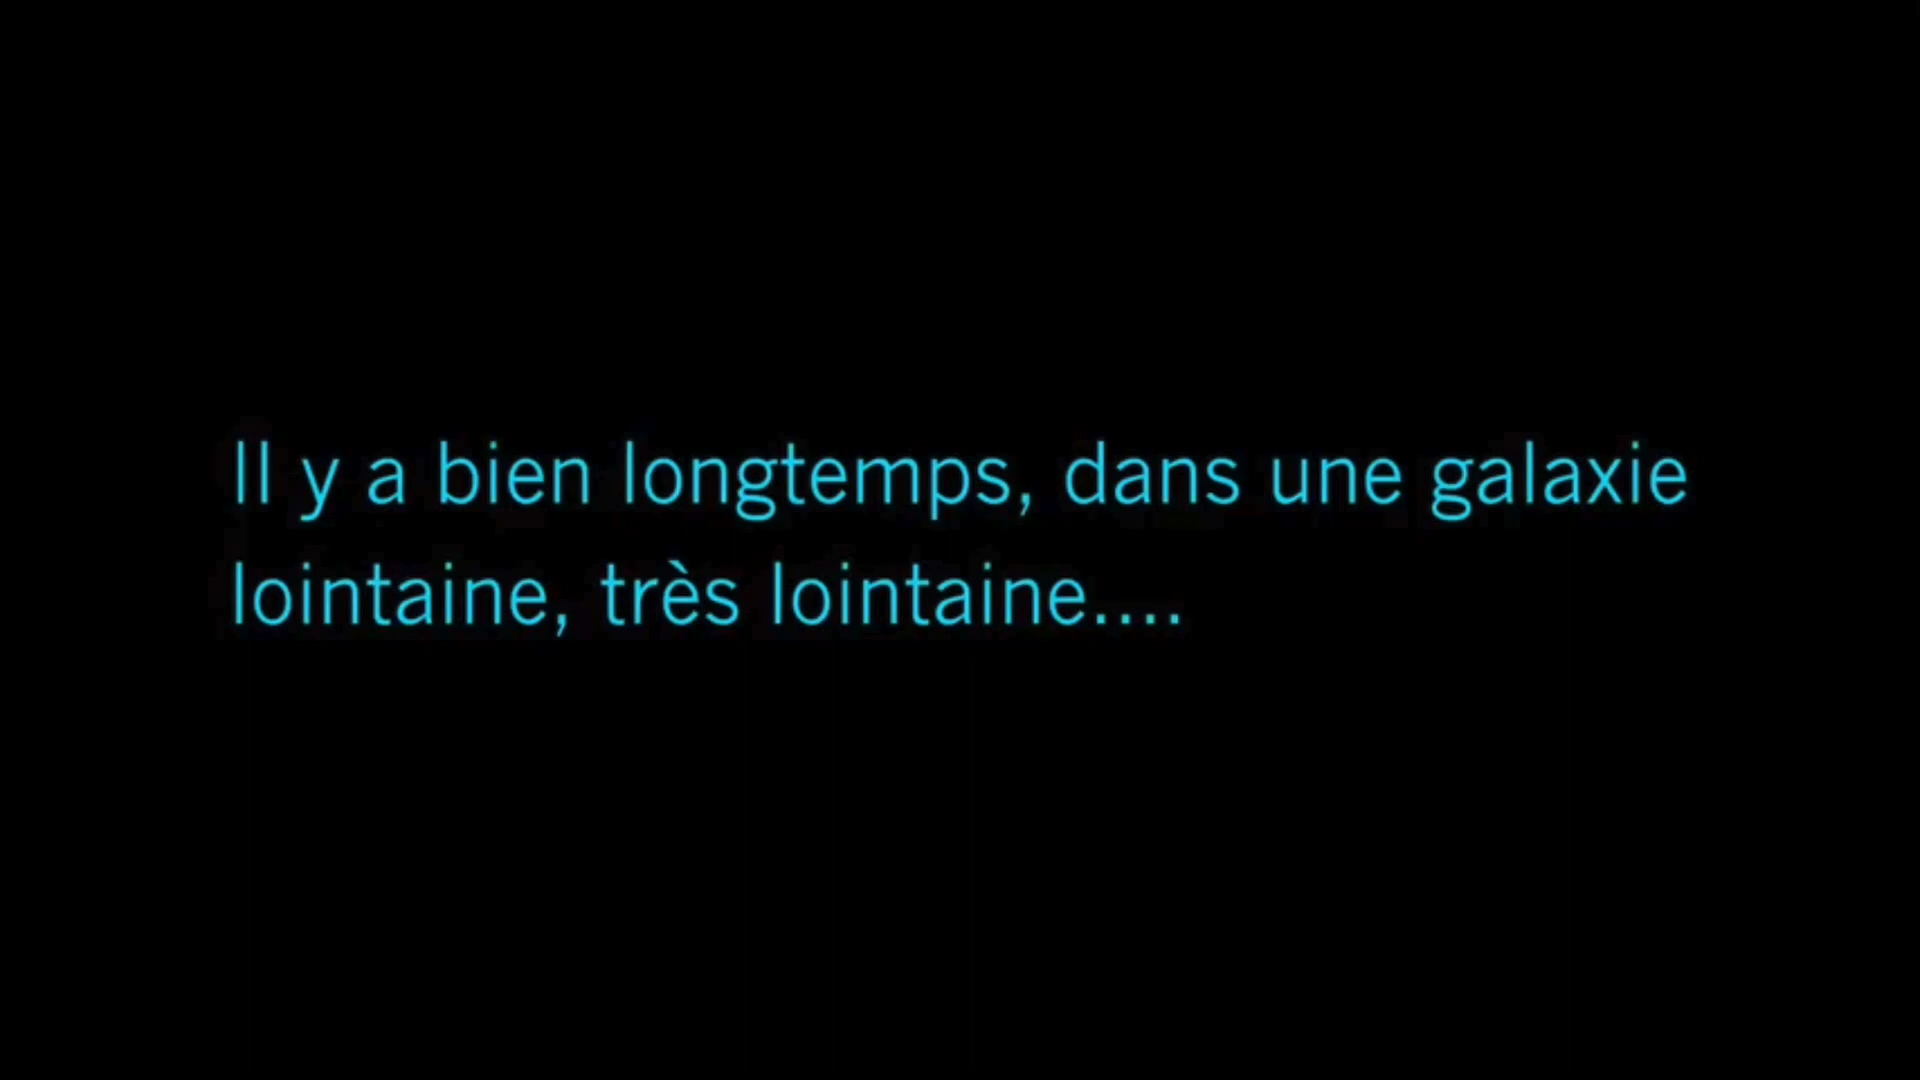 Il y a bien longtemps, dans une galaxie
lointaine, très lointaine....